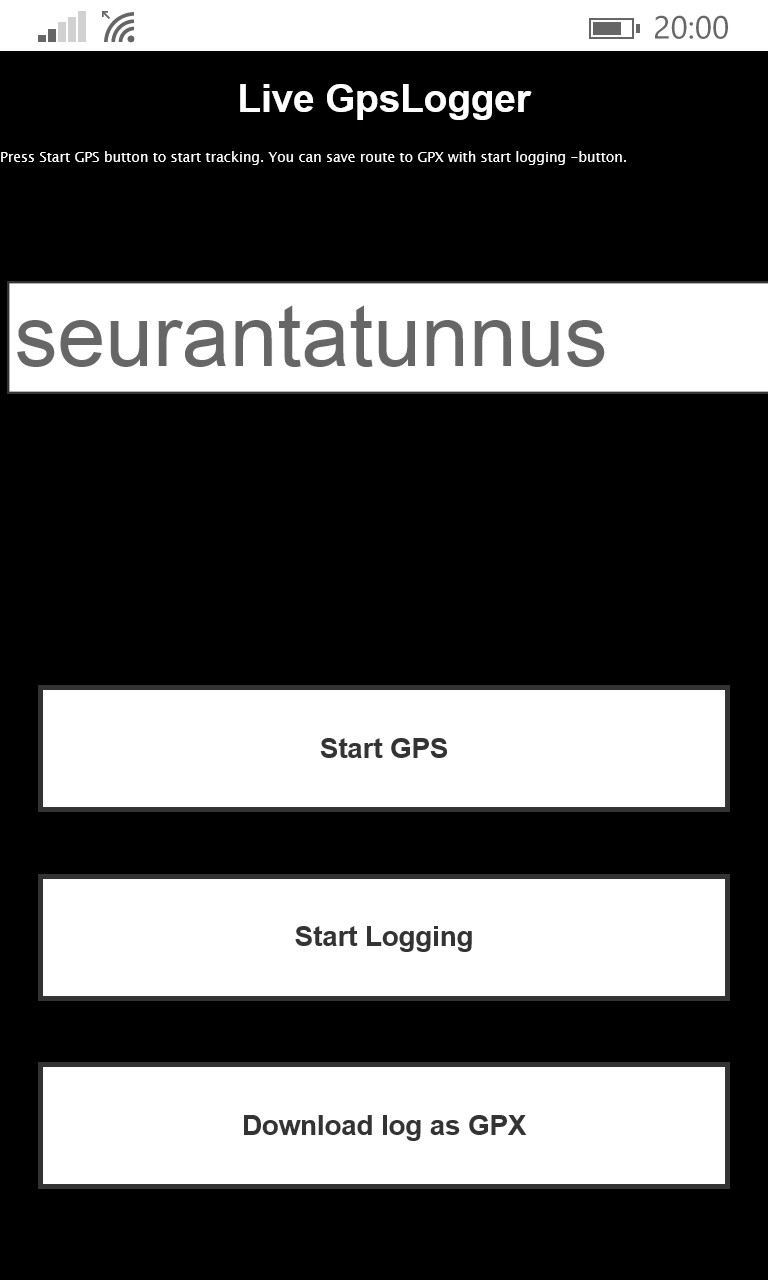 20:00
Live GpsLogger
Press Start GPS button to start tracking. You can save route to GPX with start logging -button.
seurantatunnus
Start GPS
Start Logging
Download log as GPX